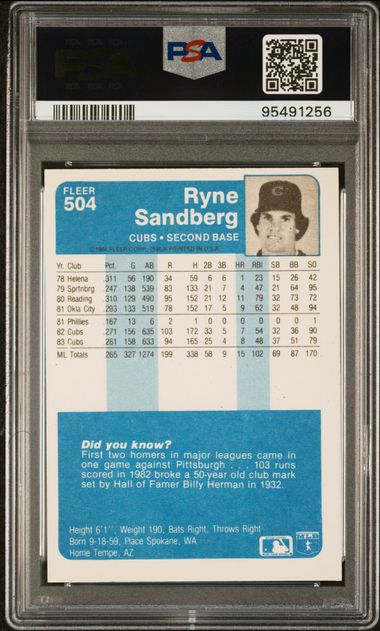 PSA
95491256
FLEER
504
Ryne
Sandberg
©1984 FLEER CORP., PHILA. PRINTED IN U.S.A.
CUBS • SECOND BASE
Yr. Club Pct. G AB R H 2B 3B HR RBI SB BB SO
78 Helena .311 56 190 34 59 6 6 1 23 15 26 42
79 Sprtnbrg .247 138 539 83 133 21 7 4 47 21 64 95
80 Reading .310 129 490 95 152 21 12 11 79 32 73 72
81 Okla City .293 133 519 78 152 17 5 9 62 32 48 94
81 Phillies .167 13 6 2 1 0 0 0 0 0 0 1
82 Cubs .271 156 635 103 172 33 5 7 54 32 36 90
83 Cubs .261 158 633 94 165 25 4 8 48 37 51 79
ML Totals .265 327 1274 199 338 58 9 15 102 69 87 170
Did you know?
First two homers in major leagues came in
one game against Pittsburgh . . . 103 runs
scored in 1982 broke a 50-year old club mark
set by Hall of Famer Billy Herman in 1932.
Height 6'1'', Weight 190, Bats Right, Throws Right
Born 9-18-59, Place Spokane, WA
Home Tempe, AZ